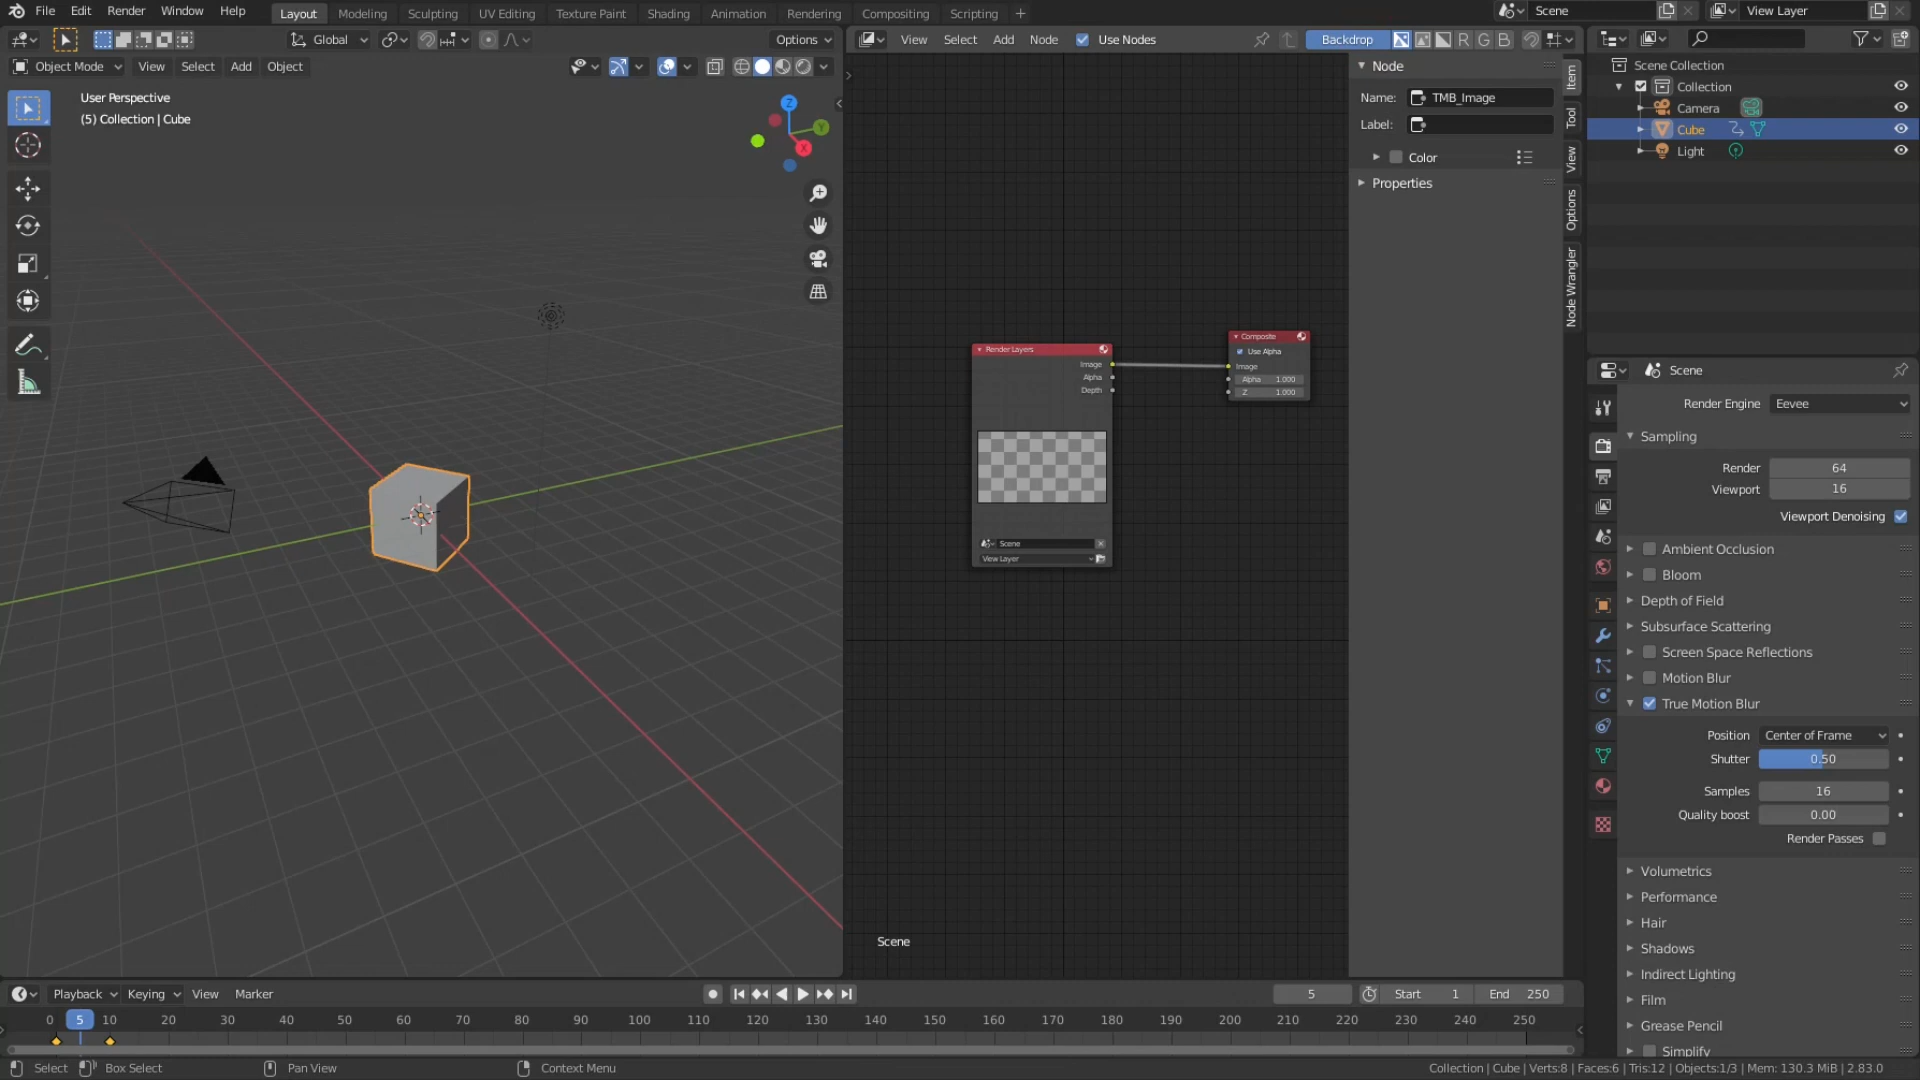 File Edit Render Window Help
Layout Modeling Sculpting UV Editing Texture Paint Shading Animation Rendering Compositing Scripting +
Scene
View Layer
Global
Options
View Select Add Node Use Nodes
Backdrop
R G B
Object Mode View Select Add Object
User Perspective
(5) Collection | Cube
Z
Y
X
Node
Name: TMB_Image
Label:
Color
Properties
Item
Tool
View
Options
Node Wrangler
Render Layers
Image
Alpha
Depth
Scene
View Layer
Composite
Use Alpha
Image
Alpha 1.000
Z 1.000
Scene
Scene Collection
Collection
Camera
Cube
Light
Scene
Render Engine Eevee
Sampling
Render 64
Viewport 16
Viewport Denoising
Ambient Occlusion
Bloom
Depth of Field
Subsurface Scattering
Screen Space Reflections
Motion Blur
True Motion Blur
Position Center of Frame
Shutter 0.50
Samples 16
Quality boost 0.00
Render Passes
Volumetrics
Performance
Hair
Shadows
Indirect Lighting
Film
Grease Pencil
Simplify
Playback Keying View Marker
5 Start 1 End 250
0 5 10 20 30 40 50 60 70 80 90 100 110 120 130 140 150 160 170 180 190 200 210 220 230 240 250
Select Box Select Pan View Context Menu
Collection | Cube | Verts:8 | Faces:6 | Tris:12 | Objects:1/3 | Mem: 130.3 MiB | 2.83.0